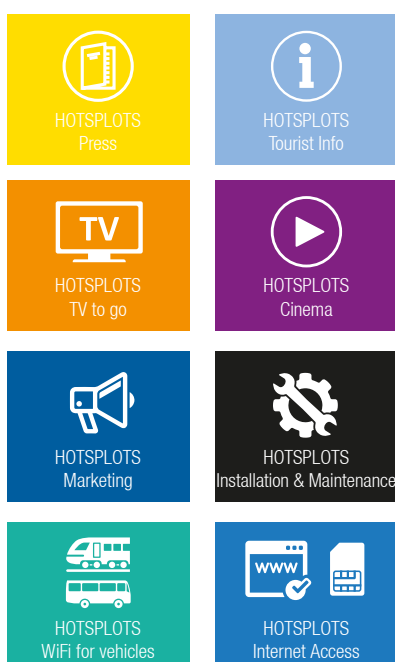 HOTSPLOTS
Press
HOTSPLOTS
Tourist Info
TV
HOTSPLOTS
TV to go
HOTSPLOTS
Cinema
HOTSPLOTS
Marketing
HOTSPLOTS
Installation & Maintenance
HOTSPLOTS
WiFi for vehicles
www
HOTSPLOTS
Internet Access